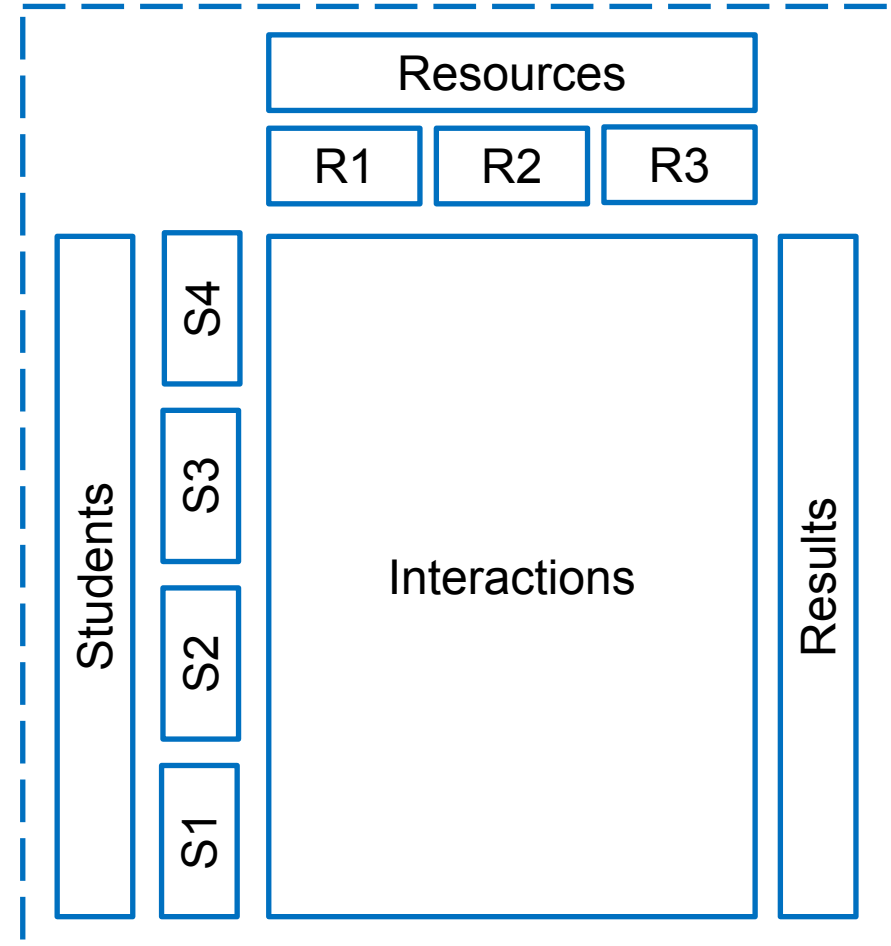 Resources
R1
R2
R3
Students
S4
S3
S2
S1
Interactions
Results